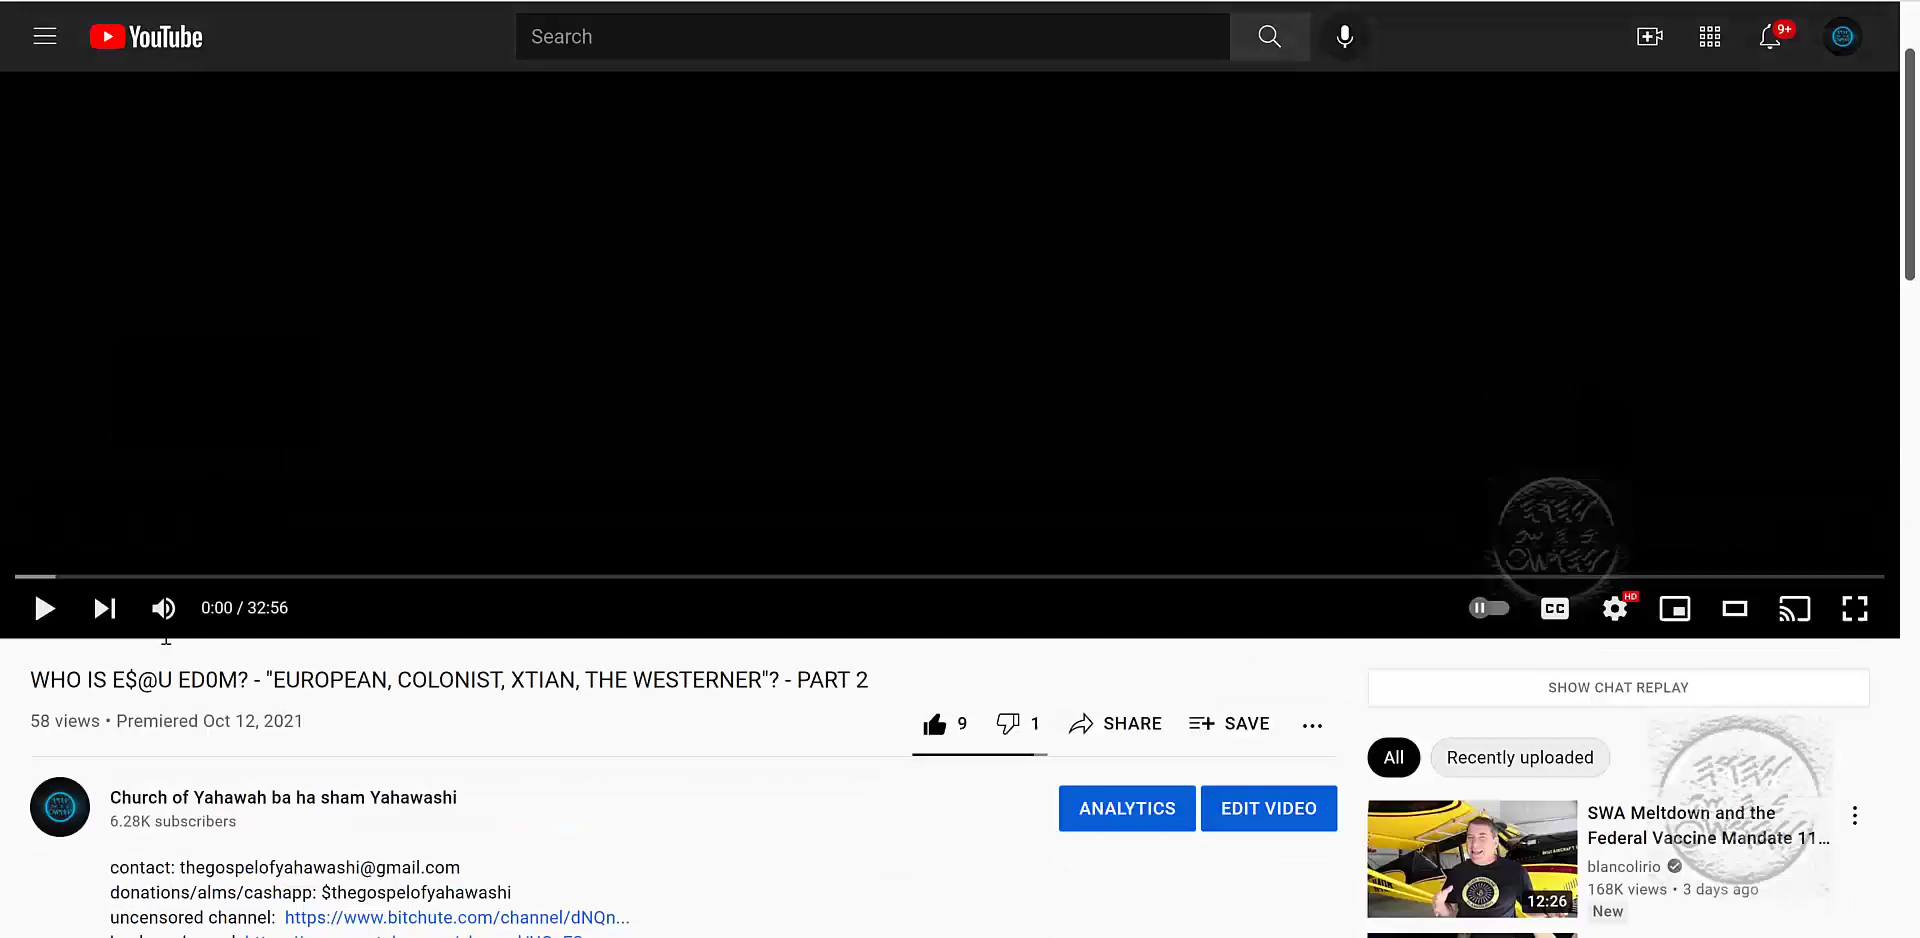 YouTube
Search
9+
0:00 / 32:56
CC
HD
WHO IS E$@U ED0M? - "EUROPEAN, COLONIST, XTIAN, THE WESTERNER"? - PART 2
58 views • Premiered Oct 12, 2021
9
1
SHARE
SAVE
SHOW CHAT REPLAY
All
Recently uploaded
Church of Yahawah ba ha sham Yahawashi
6.28K subscribers
ANALYTICS
EDIT VIDEO
contact: thegospelofyahawashi@gmail.com
donations/alms/cashapp: $thegospelofyahawashi
uncensored channel: https://www.bitchute.com/channel/dNQn...
SWA Meltdown and the
Federal Vaccine Mandate 11...
blancolirio
168K views • 3 days ago
New
12:26